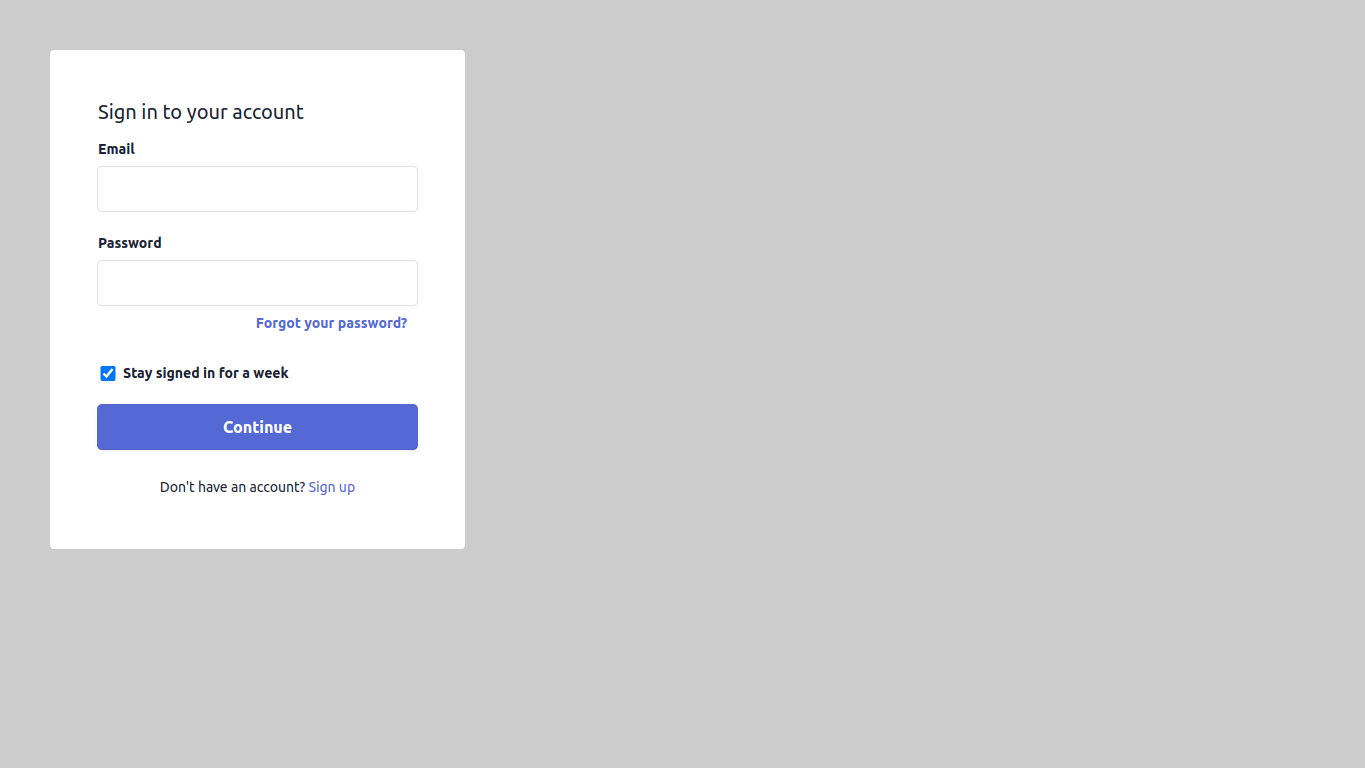 Sign in to your account
Email
Password
Forgot your password?
Stay signed in for a week
Continue
Don't have an account? Sign up